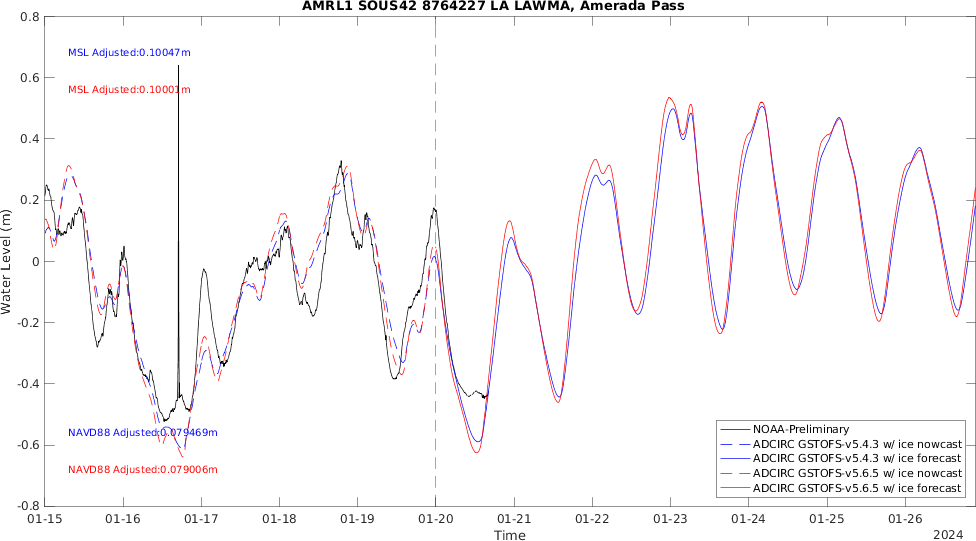 AMRL1 SOUS42 8764227 LA LAWMA, Amerada Pass
Water Level (m)
0.8
0.6
0.4
0.2
0
-0.2
-0.4
-0.6
-0.8
MSL Adjusted:0.10047m
MSL Adjusted:0.10001m
NAVD88 Adjusted:0.079469m
NAVD88 Adjusted:0.079006m
NOAA-Preliminary
ADCIRC GSTOFS-v5.4.3 w/ ice nowcast
ADCIRC GSTOFS-v5.4.3 w/ ice forecast
ADCIRC GSTOFS-v5.6.5 w/ ice nowcast
ADCIRC GSTOFS-v5.6.5 w/ ice forecast
01-15 01-16 01-17 01-18 01-19 01-20 01-21 01-22 01-23 01-24 01-25 01-26
Time
2024